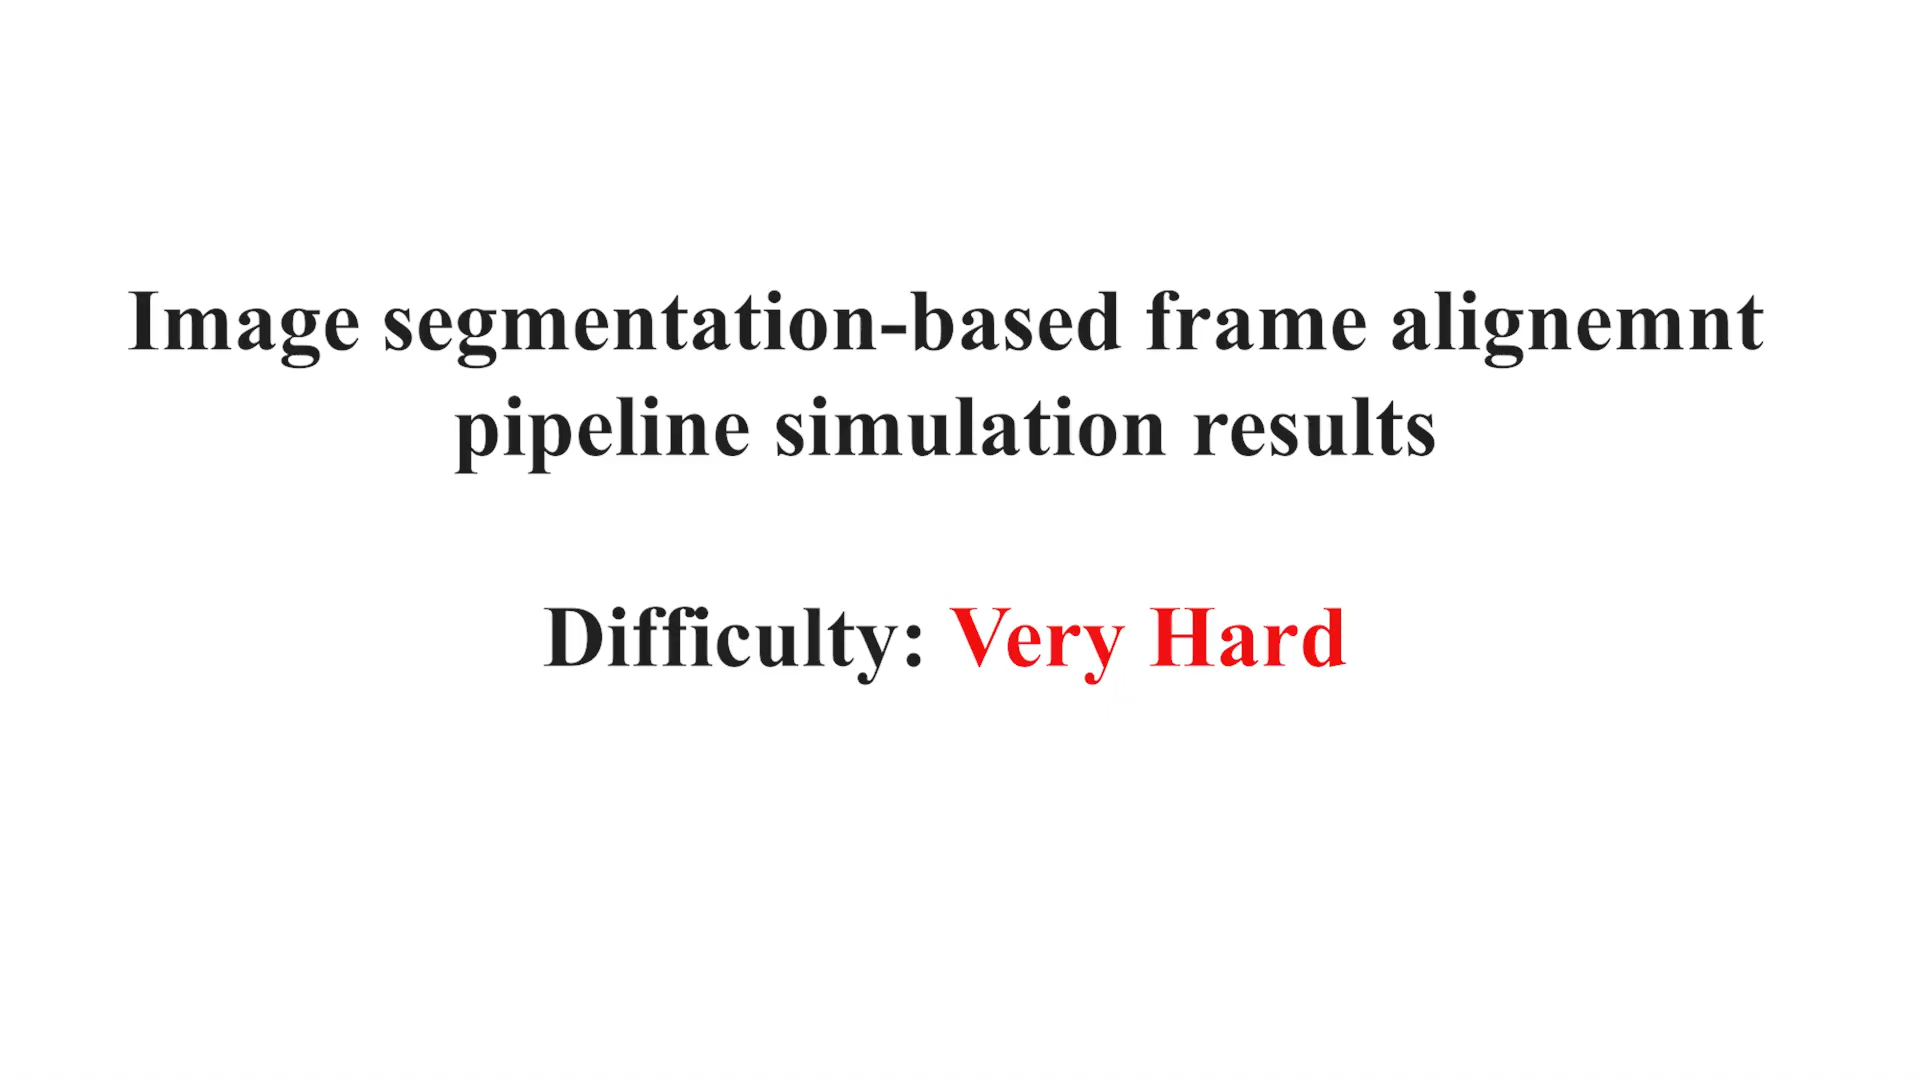 Image segmentation-based frame alignemnt
pipeline simulation results
Difficulty: Very Hard